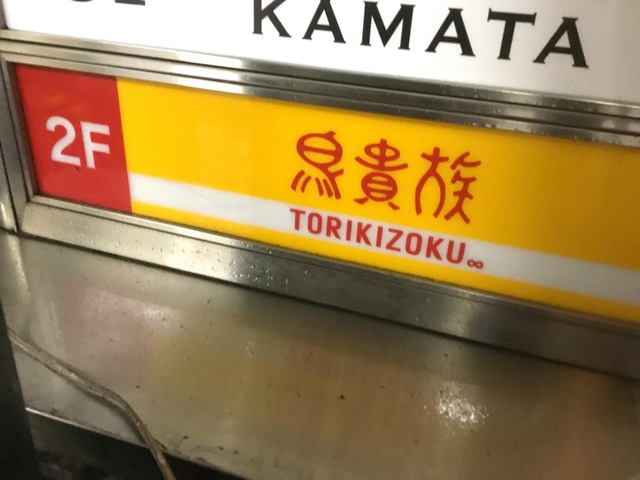 KAMATA
2F
鳥貴族
TORIKIZOKU∞